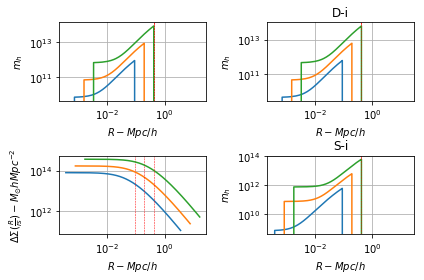 D-i
m_h
10^13
10^11
10^-2 10^0
R − Mpc/h
m_h
10^13
10^11
10^-2 10^0
R − Mpc/h
S-i
ΔΣ(R/rs) − M⊙hMpc^-2
10^14
10^12
10^-2 10^0
R − Mpc/h
m_h
10^14
10^12
10^10
10^-2 10^0
R − Mpc/h